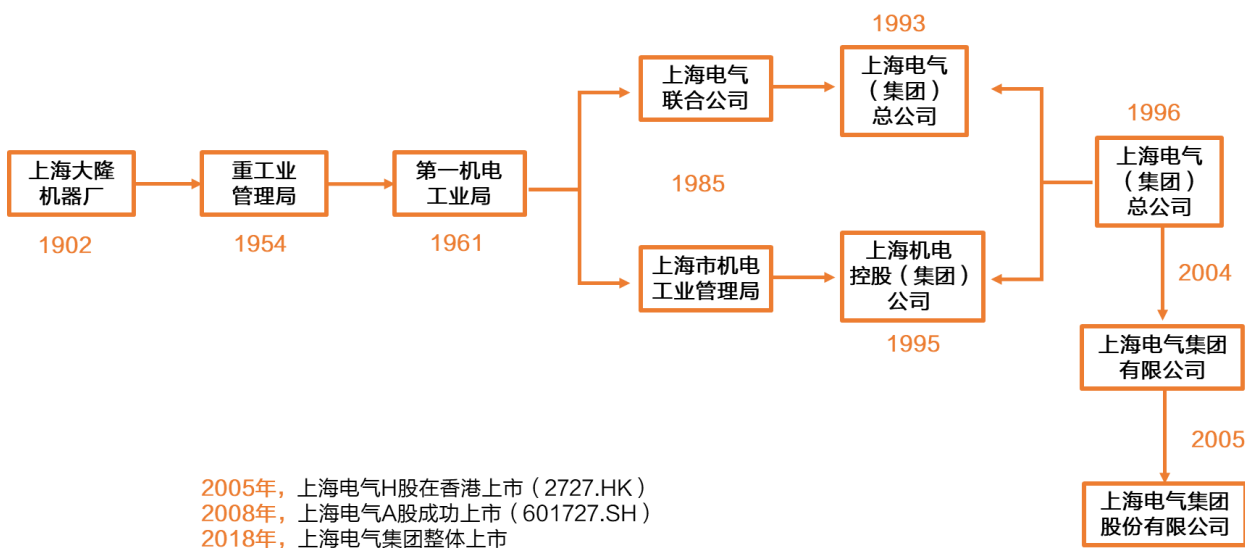 上海大隆
机器厂
1902
重工业
管理局
1954
第一机电
工业局
1961
上海电气
联合公司
1985
上海市机电
工业管理局
1993
上海电气
（集团）
总公司
上海机电
控股（集团）
公司
1995
1996
上海电气
（集团）
总公司
2004
上海电气集团
有限公司
2005
上海电气集团
股份有限公司
2005年，上海电气H股在香港上市（2727.HK）
2008年，上海电气A股成功上市（601727.SH）
2018年，上海电气集团整体上市